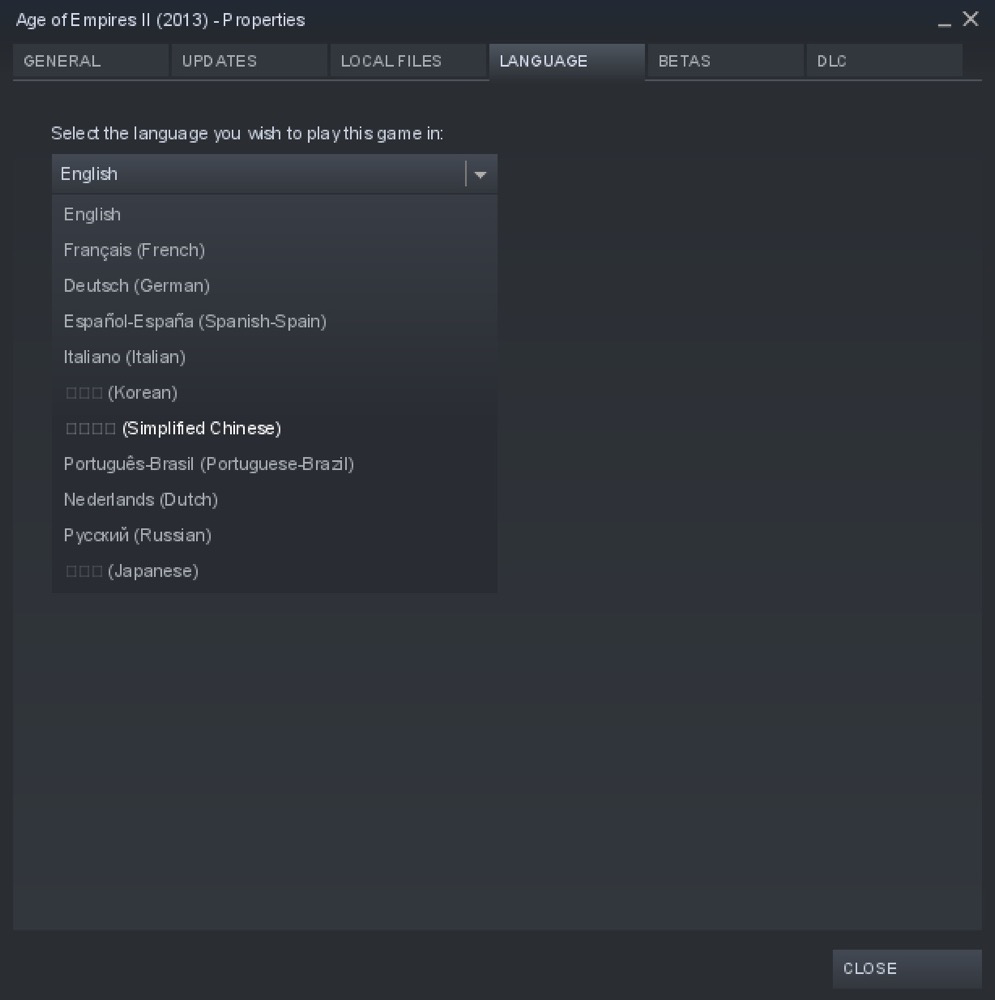 Age of Empires II (2013) - Properties
GENERAL
UPDATES
LOCAL FILES
LANGUAGE
BETAS
DLC
Select the language you wish to play this game in:
English
English
Français (French)
Deutsch (German)
Español-España (Spanish-Spain)
Italiano (Italian)
(Korean)
(Simplified Chinese)
Português-Brasil (Portuguese-Brazil)
Nederlands (Dutch)
Русский (Russian)
(Japanese)
CLOSE